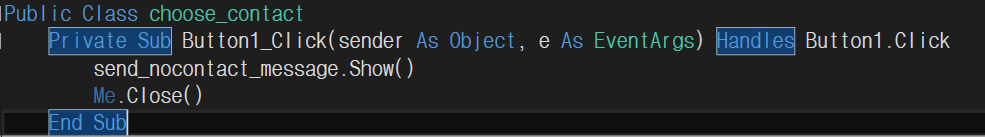 Public Class choose_contact
Private Sub Button1_Click(sender As Object, e As EventArgs) Handles Button1.Click
send_nocontact_message.Show()
Me.Close()
End Sub